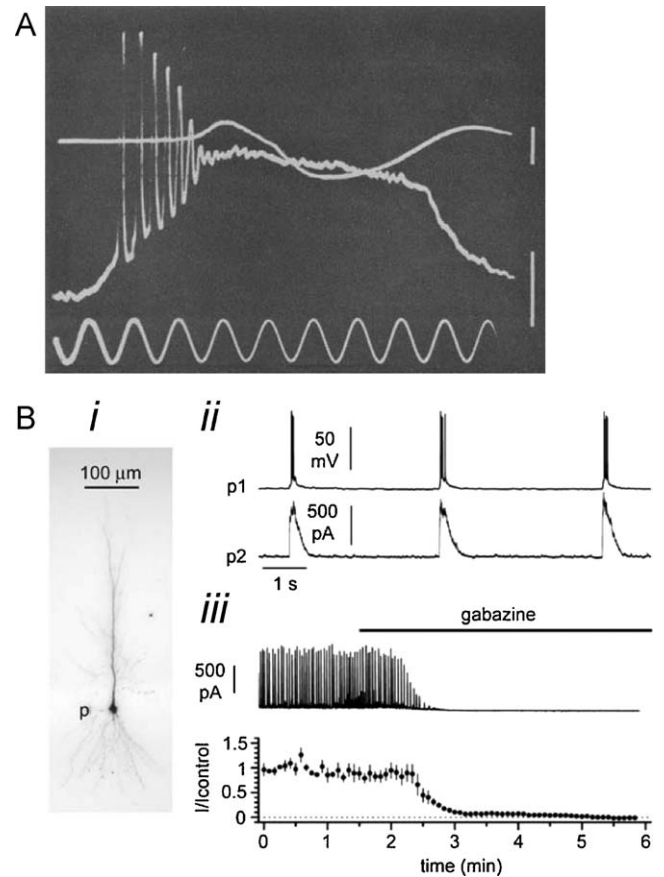 A
B
i
100 μm
p
ii
50
mV
p1
500
pA
p2
1 s
iii
gabazine
500
pA
1.5
1
0.5
0
I/Icontrol
0 1 2 3 4 5 6
time (min)